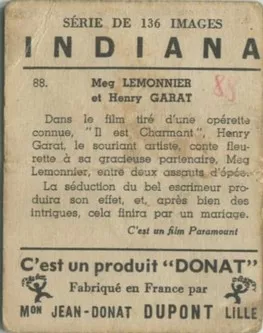 SÉRIE DE 136 IMAGES
INDIANA
88. Meg LEMONNIER
et Henry GARAT
88
Dans le film tiré d'une opérette
connue, "Il est Charmant", Henry
Garat, le souriant artiste, conte fleu-
rette à sa gracieuse partenaire, Meg
Lemonnier, entre deux assauts d'épée.
La séduction du bel escrimeur pro
duira son effet, et, après bien des
intrigues, cela finira par un mariage.
C'est un film Paramount
C'est un produit "DONAT"
Fabriqué en France par
Mon JEAN-DONAT DUPONT LILLE